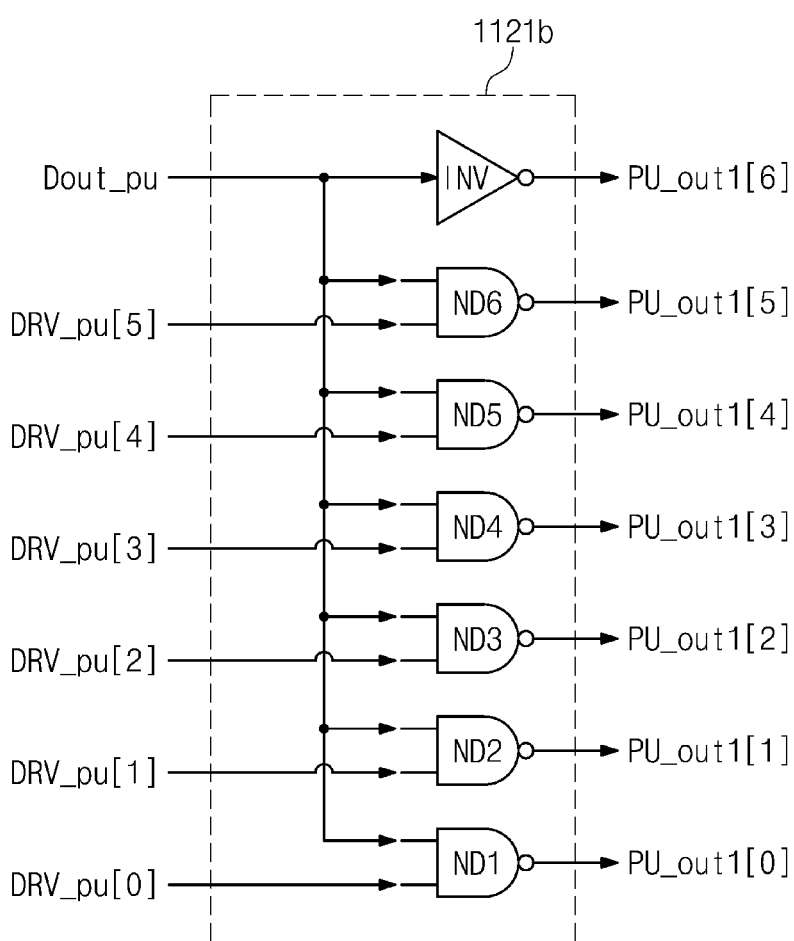 1121b
Dout_pu INV PU_out1[6]
ND6 PU_out1[5]
DRV_pu[5]
ND5 PU_out1[4]
DRV_pu[4]
ND4 PU_out1[3]
DRV_pu[3]
ND3 PU_out1[2]
DRV_pu[2]
ND2 PU_out1[1]
DRV_pu[1]
ND1 PU_out1[0]
DRV_pu[0]